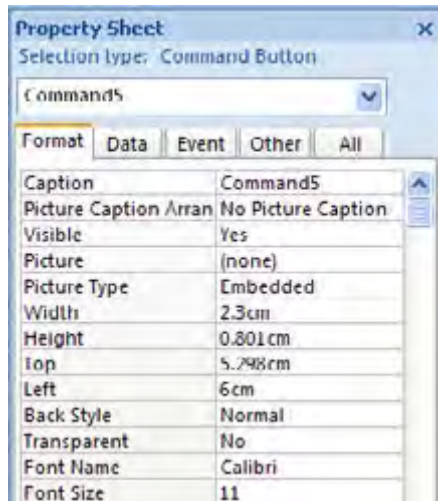 Property Sheet
Selection type: Command Button
Command5
Format Data Event Other All
Caption Command5
Picture Caption Arran No Picture Caption
Visible Yes
Picture (none)
Picture Type Embedded
Width 2.3cm
Height 0.801cm
Top 5.298cm
Left 6cm
Back Style Normal
Transparent No
Font Name Calibri
Font Size 11